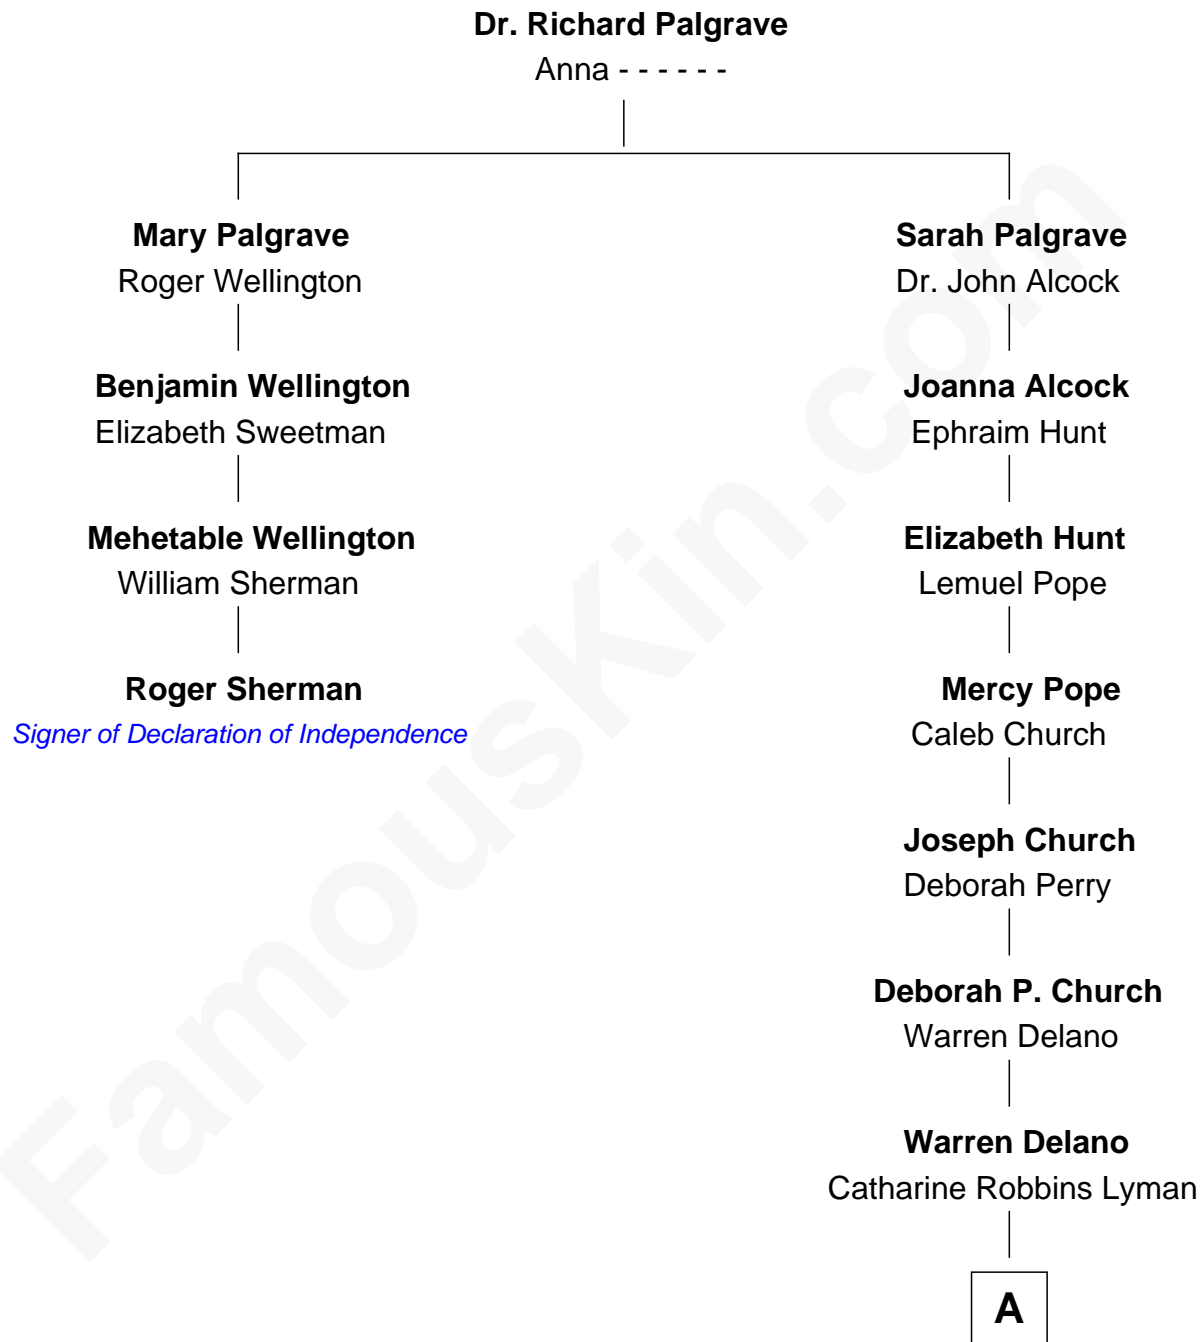 Dr. Richard Palgrave
Anna - - - - - -
Mary Palgrave
Roger Wellington
Sarah Palgrave
Dr. John Alcock
Benjamin Wellington
Elizabeth Sweetman
Joanna Alcock
Ephraim Hunt
Mehetable Wellington
William Sherman
Elizabeth Hunt
Lemuel Pope
Roger Sherman
Signer of Declaration of Independence
Mercy Pope
Caleb Church
Joseph Church
Deborah Perry
Deborah P. Church
Warren Delano
Warren Delano
Catharine Robbins Lyman
A
FamousKin.com